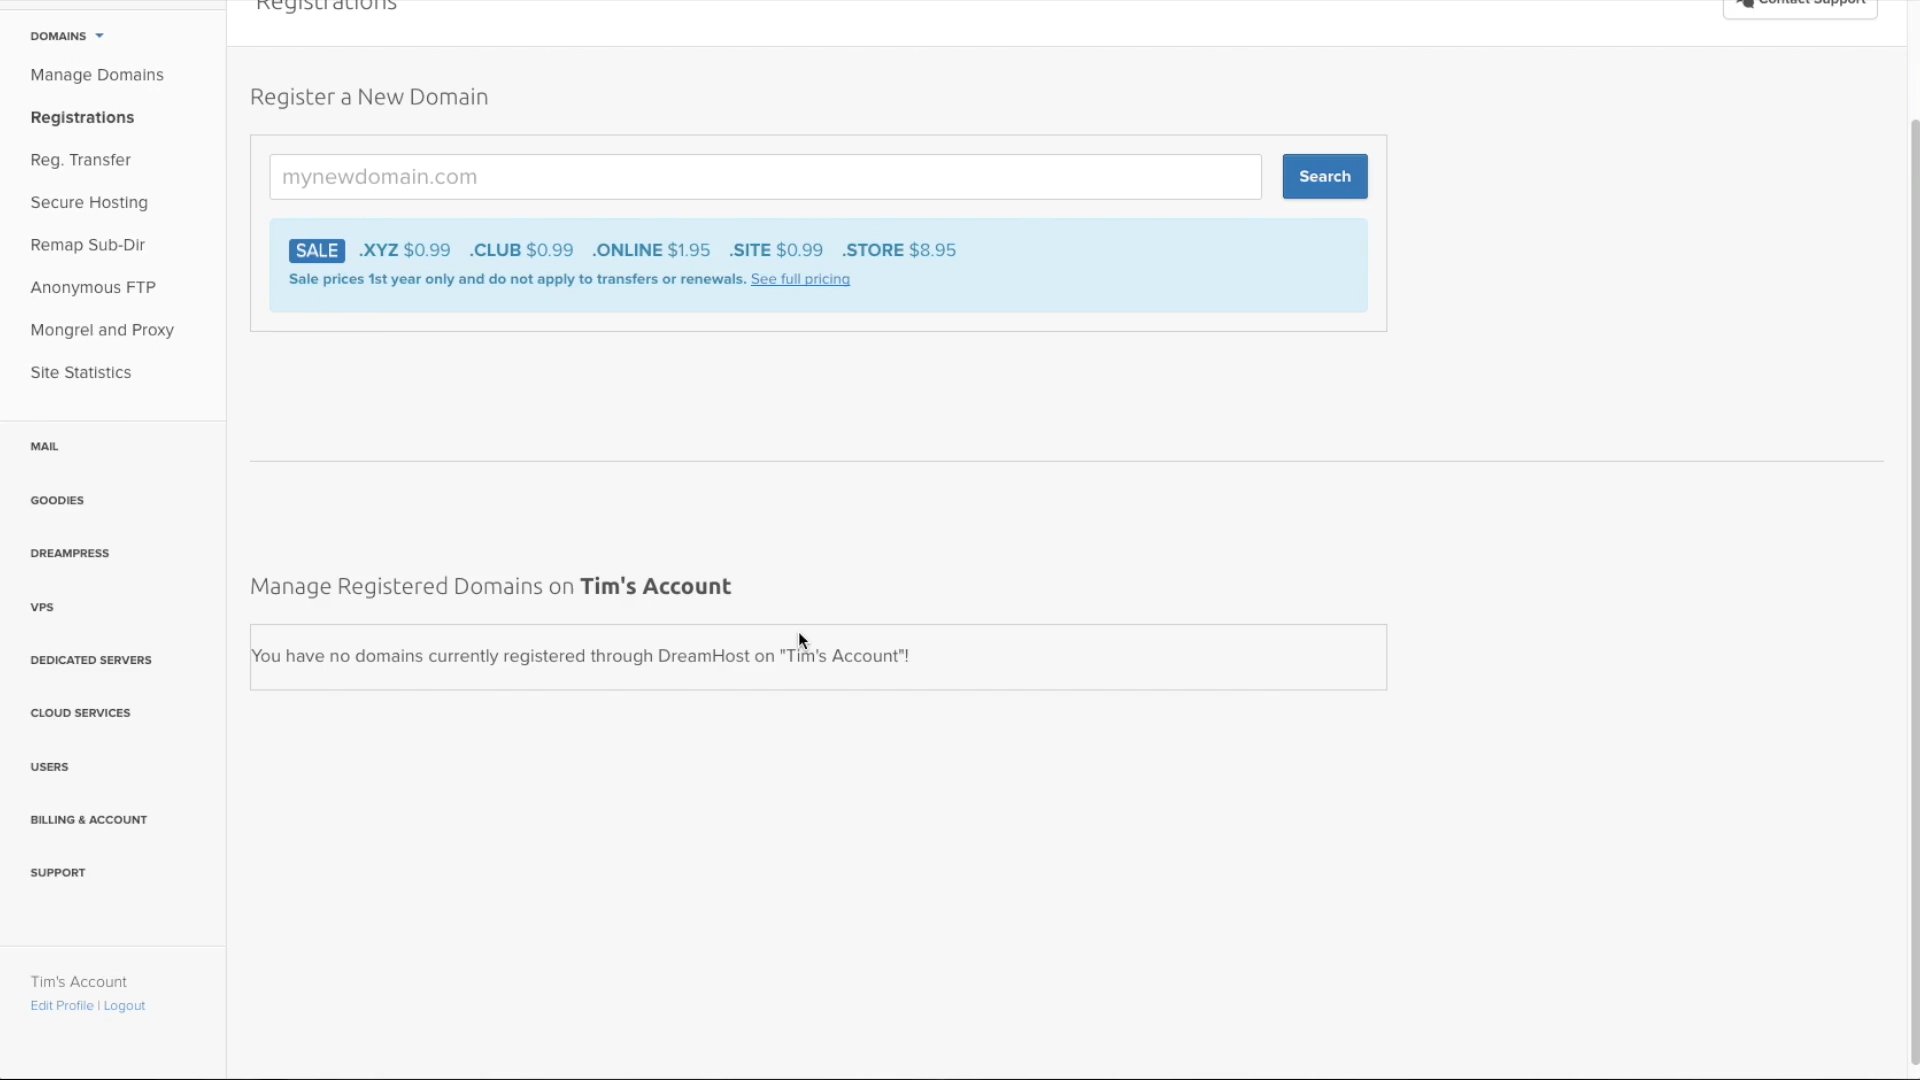 Registrations
Contact Support
DOMAINS
Manage Domains
Registrations
Reg. Transfer
Secure Hosting
Remap Sub-Dir
Anonymous FTP
Mongrel and Proxy
Site Statistics
MAIL
GOODIES
DREAMPRESS
VPS
DEDICATED SERVERS
CLOUD SERVICES
USERS
BILLING & ACCOUNT
SUPPORT
Tim's Account
Edit Profile | Logout
Register a New Domain
mynewdomain.com
Search
SALE .XYZ $0.99 .CLUB $0.99 .ONLINE $1.95 .SITE $0.99 .STORE $8.95
Sale prices 1st year only and do not apply to transfers or renewals. See full pricing
Manage Registered Domains on Tim's Account
You have no domains currently registered through DreamHost on "Tim's Account"!